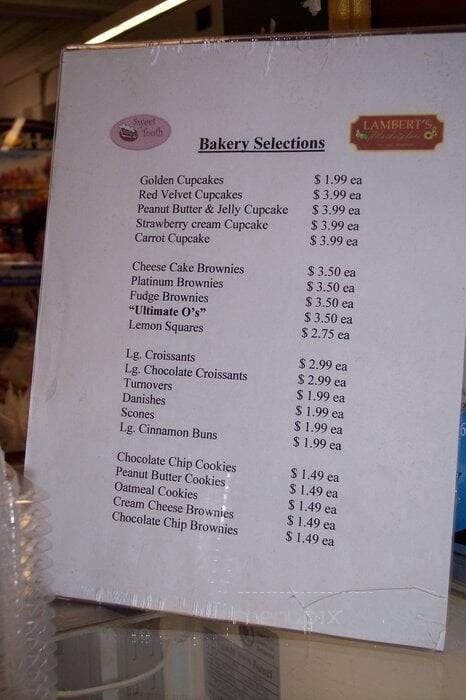 Sweet Tooth
LAMBERT'S
Bakery Selections
Golden Cupcakes $ 1.99 ea
Red Velvet Cupcakes $ 3.99 ea
Peanut Butter & Jelly Cupcake $ 3.99 ea
Strawberry cream Cupcake $ 3.99 ea
Carrot Cupcake $ 3.99 ea
Cheese Cake Brownies $ 3.50 ea
Platinum Brownies $ 3.50 ea
Fudge Brownies $ 3.50 ea
"Ultimate O's" $ 3.50 ea
Lemon Squares $ 2.75 ea
Lg. Croissants $ 2.99 ea
Lg. Chocolate Croissants $ 2.99 ea
Turnovers $ 1.99 ea
Danishes $ 1.99 ea
Scones $ 1.99 ea
Lg. Cinnamon Buns $ 1.99 ea
Chocolate Chip Cookies $ 1.49 ea
Peanut Butter Cookies $ 1.49 ea
Oatmeal Cookies $ 1.49 ea
Cream Cheese Brownies $ 1.49 ea
Chocolate Chip Brownies $ 1.49 ea